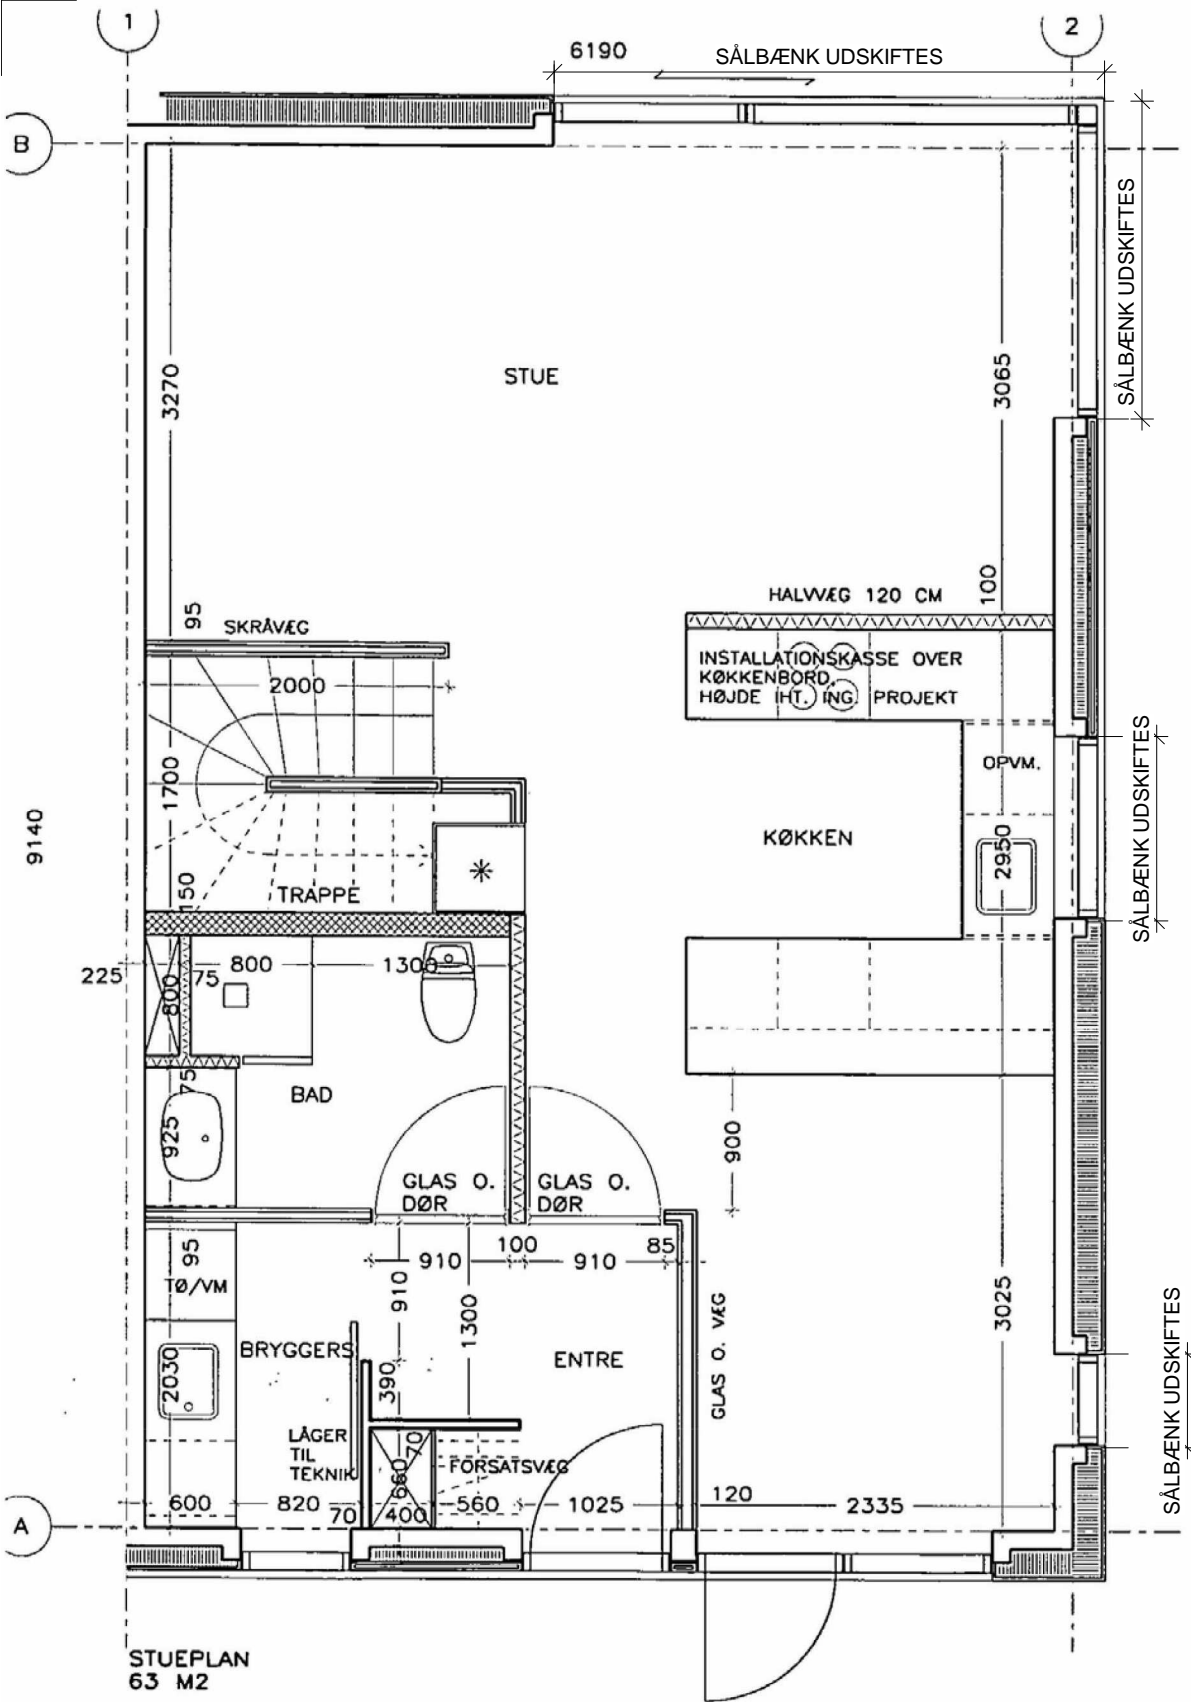 1
2
6190
SÅLBÆNK UDSKIFTES
B
SÅLBÆNK UDSKIFTES
STUE
3270
3065
95
SKRÅVÆG
HALVVÆG 120 CM
100
INSTALLATIONSKASSE OVER
KØKKENBORD.
HØJDE IHT. ING. PROJEKT
2000
1700
SÅLBÆNK UDSKIFTES
OPVM.
9140
KØKKEN
2950
TRAPPE
150
225
800
75
800
1300
BAD
75
925
900
GLAS O.
DØR
GLAS O.
DØR
95
TØ/VM
910
100
910
85
910
1300
3025
GLAS O. VÆG
BRYGGERS
ENTRE
2030
390
SÅLBÆNK UDSKIFTES
LÅGER
TIL
TEKNIK
70
660
FORSATSVÆG
600
820
70
400
560
1025
120
2335
A
STUEPLAN
63 M2